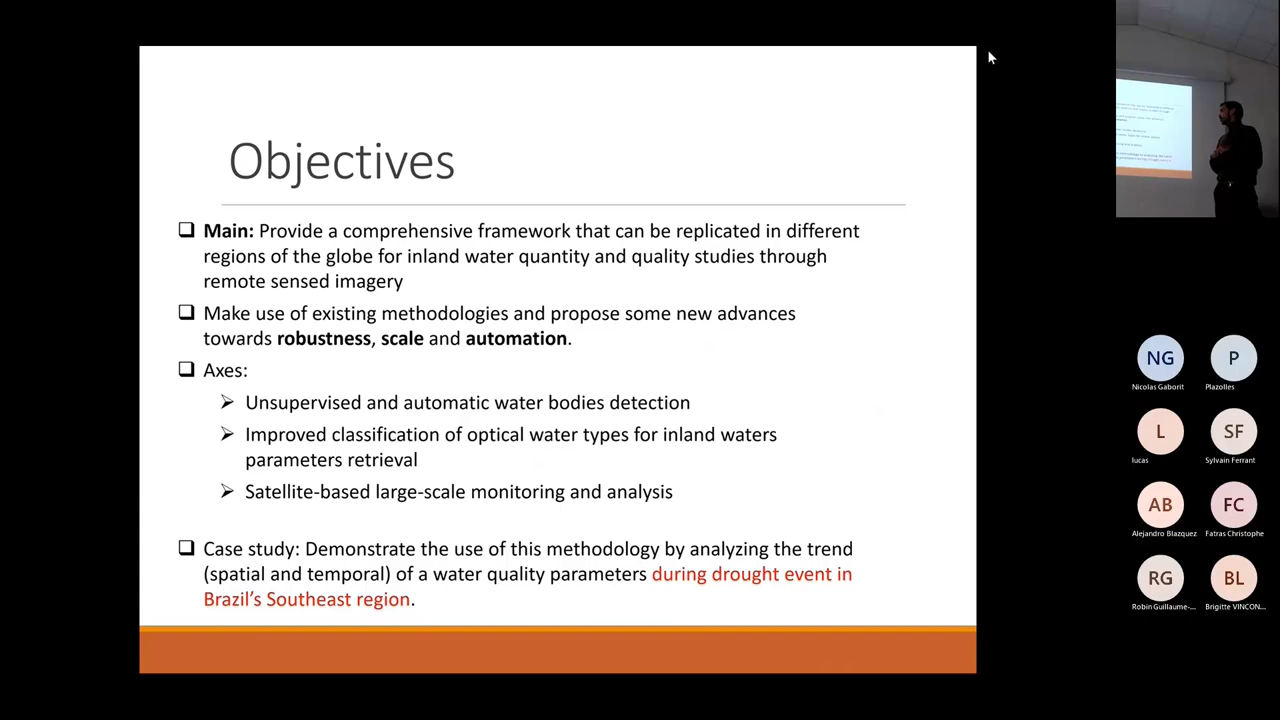 Objectives
Main: Provide a comprehensive framework that can be replicated in different
regions of the globe for inland water quantity and quality studies through
remote sensed imagery
Make use of existing methodologies and propose some new advances
towards robustness, scale and automation.
Axes:
Unsupervised and automatic water bodies detection
Improved classification of optical water types for inland waters
parameters retrieval
Satellite-based large-scale monitoring and analysis
Case study: Demonstrate the use of this methodology by analyzing the trend
(spatial and temporal) of a water quality parameters during drought event in
Brazil's Southeast region.
NG
Nicolas Gaborit
P
Plazolles
L
lucas
SF
Sylvain Ferrant
AB
Alejandro Blazquez
FC
Fatras Christophe
RG
Robin Guillaume-...
BL
Brigitte VINCON...